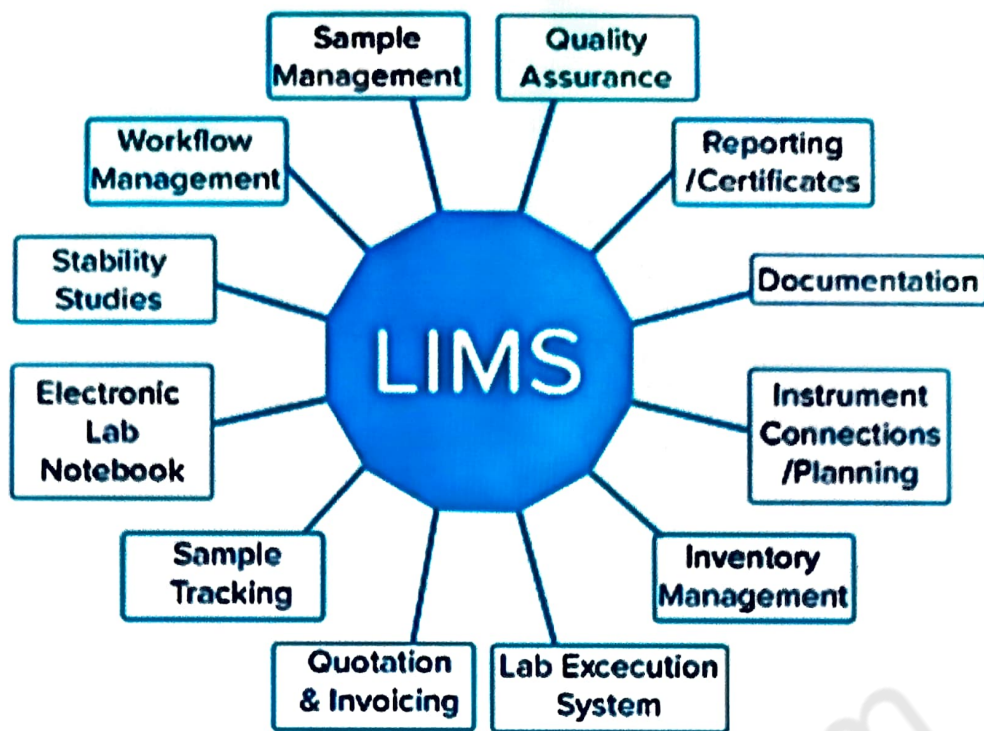 Sample
Management
Quality
Assurance
Workflow
Management
Reporting
/Certificates
Stability
Studies
Documentation
LIMS
Electronic
Lab
Notebook
Instrument
Connections
/Planning
Sample
Tracking
Inventory
Management
Quotation
& Invoicing
Lab Excecution
System